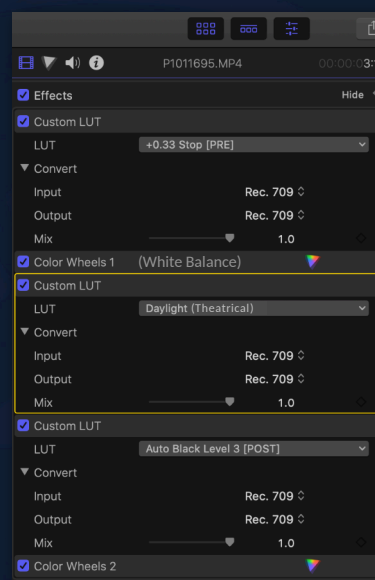 P1011695.MP4 00:00:03:
Effects Hide
Custom LUT
LUT +0.33 Stop [PRE]
Convert
Input Rec. 709
Output Rec. 709
Mix 1.0
Color Wheels 1 (White Balance)
Custom LUT
LUT Daylight (Theatrical)
Convert
Input Rec. 709
Output Rec. 709
Mix 1.0
Custom LUT
LUT Auto Black Level 3 [POST]
Convert
Input Rec. 709
Output Rec. 709
Mix 1.0
Color Wheels 2